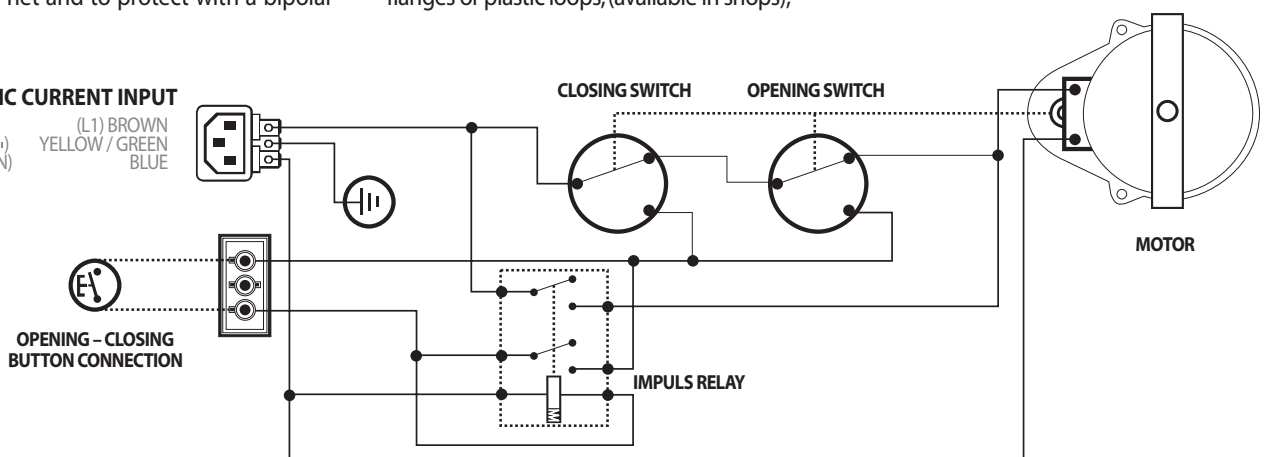 net and to protect with a bipolar
flanges or plastic loops, (available in shops),
IC CURRENT INPUT
(L1) BROWN
YELLOW / GREEN
N) BLUE
CLOSING SWITCH
OPENING SWITCH
MOTOR
OPENING – CLOSING
BUTTON CONNECTION
IMPULS RELAY